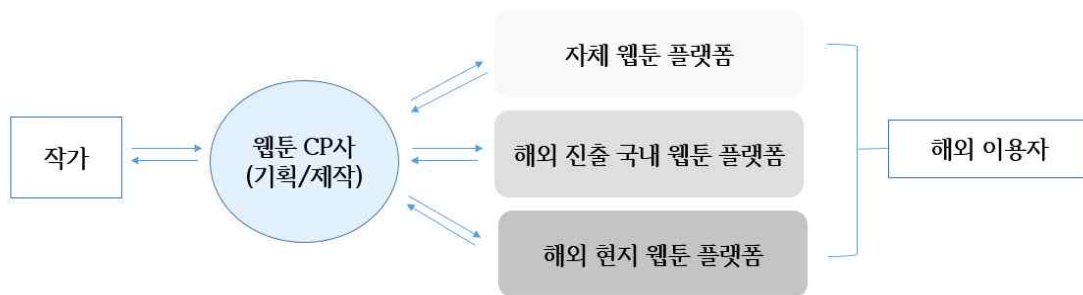 작가
웹툰 CP사
(기획/제작)
자체 웹툰 플랫폼
해외 진출 국내 웹툰 플랫폼
해외 현지 웹툰 플랫폼
해외 이용자